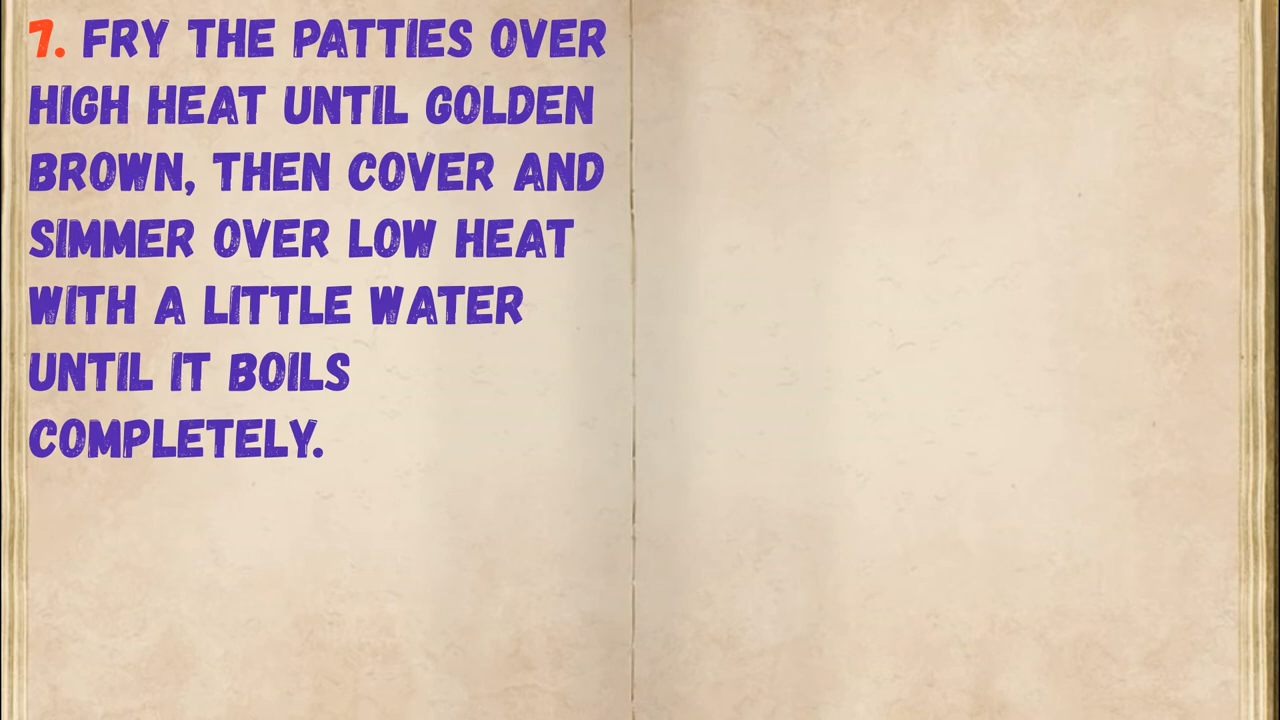 7. FRY THE PATTIES OVER
HIGH HEAT UNTIL GOLDEN
BROWN, THEN COVER AND
SIMMER OVER LOW HEAT
WITH A LITTLE WATER
UNTIL IT BOILS
COMPLETELY.